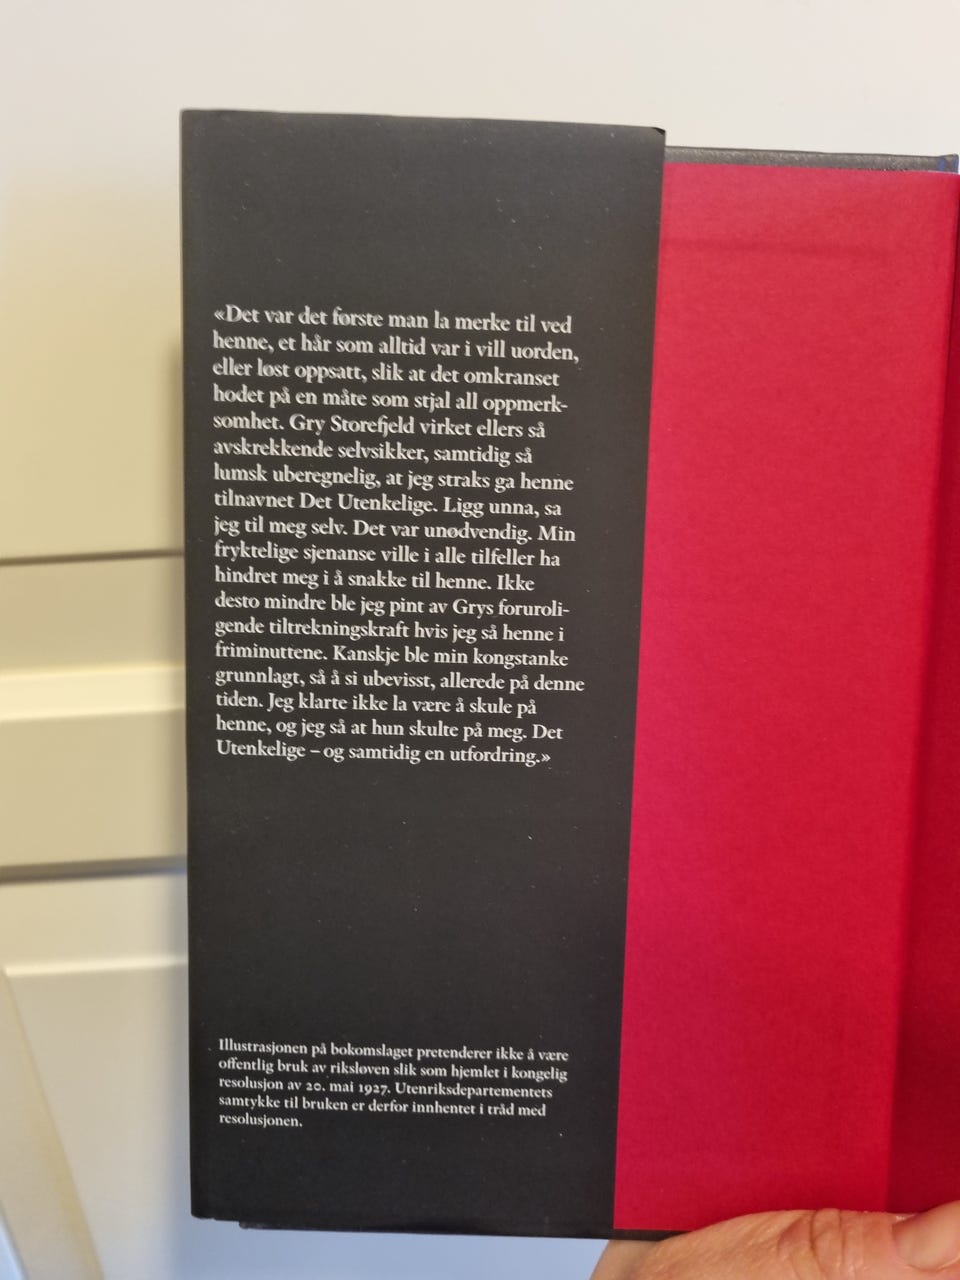 «Det var det første man la merke til ved
henne, et hår som alltid var i vill uorden,
eller løst oppsatt, slik at det omkranset
hodet på en måte som stjal all oppmerk-
somhet. Gry Storefjeld virket ellers så
avskrekkende selvsikker, samtidig så
lumsk uberegnelig, at jeg straks ga henne
tilnavnet Det Utenkelige. Ligg unna, sa
jeg til meg selv. Det var unødvendig. Min
fryktelige sjenanse ville i alle tilfeller ha
hindret meg i å snakke til henne. Ikke
desto mindre ble jeg pint av Grys foruroli-
gende tiltrekningskraft hvis jeg så henne i
friminuttene. Kanskje ble min kongstanke
grunnlagt, så å si ubevisst, allerede på denne
tiden. Jeg klarte ikke la være å skule på
henne, og jeg så at hun skulte på meg. Det
Utenkelige – og samtidig en utfordring.»
Illustrasjonen på bokomslaget pretenderer ikke å være
offentlig bruk av riksløven slik som hjemlet i kongelig
resolusjon av 20. mai 1927. Utenriksdepartementets
samtykke til bruken er derfor innhentet i tråd med
resolusjonen.